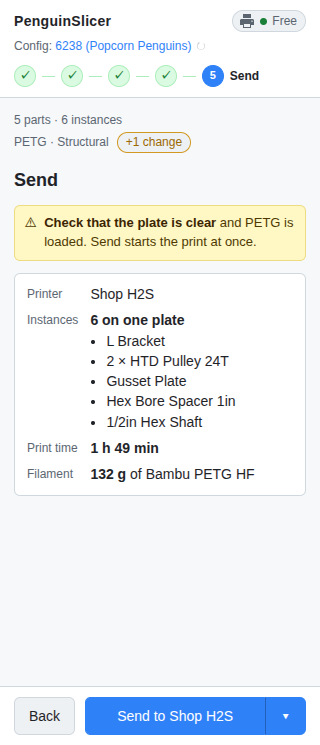 PenguinSlicer
Free
Config: 6238 (Popcorn Penguins)
5 Send
5 parts · 6 instances
PETG · Structural +1 change
Send
⚠ Check that the plate is clear and PETG is
loaded. Send starts the print at once.
Printer Shop H2S
Instances 6 on one plate
• L Bracket
• 2 × HTD Pulley 24T
• Gusset Plate
• Hex Bore Spacer 1in
• 1/2in Hex Shaft
Print time 1 h 49 min
Filament 132 g of Bambu PETG HF
Back Send to Shop H2S